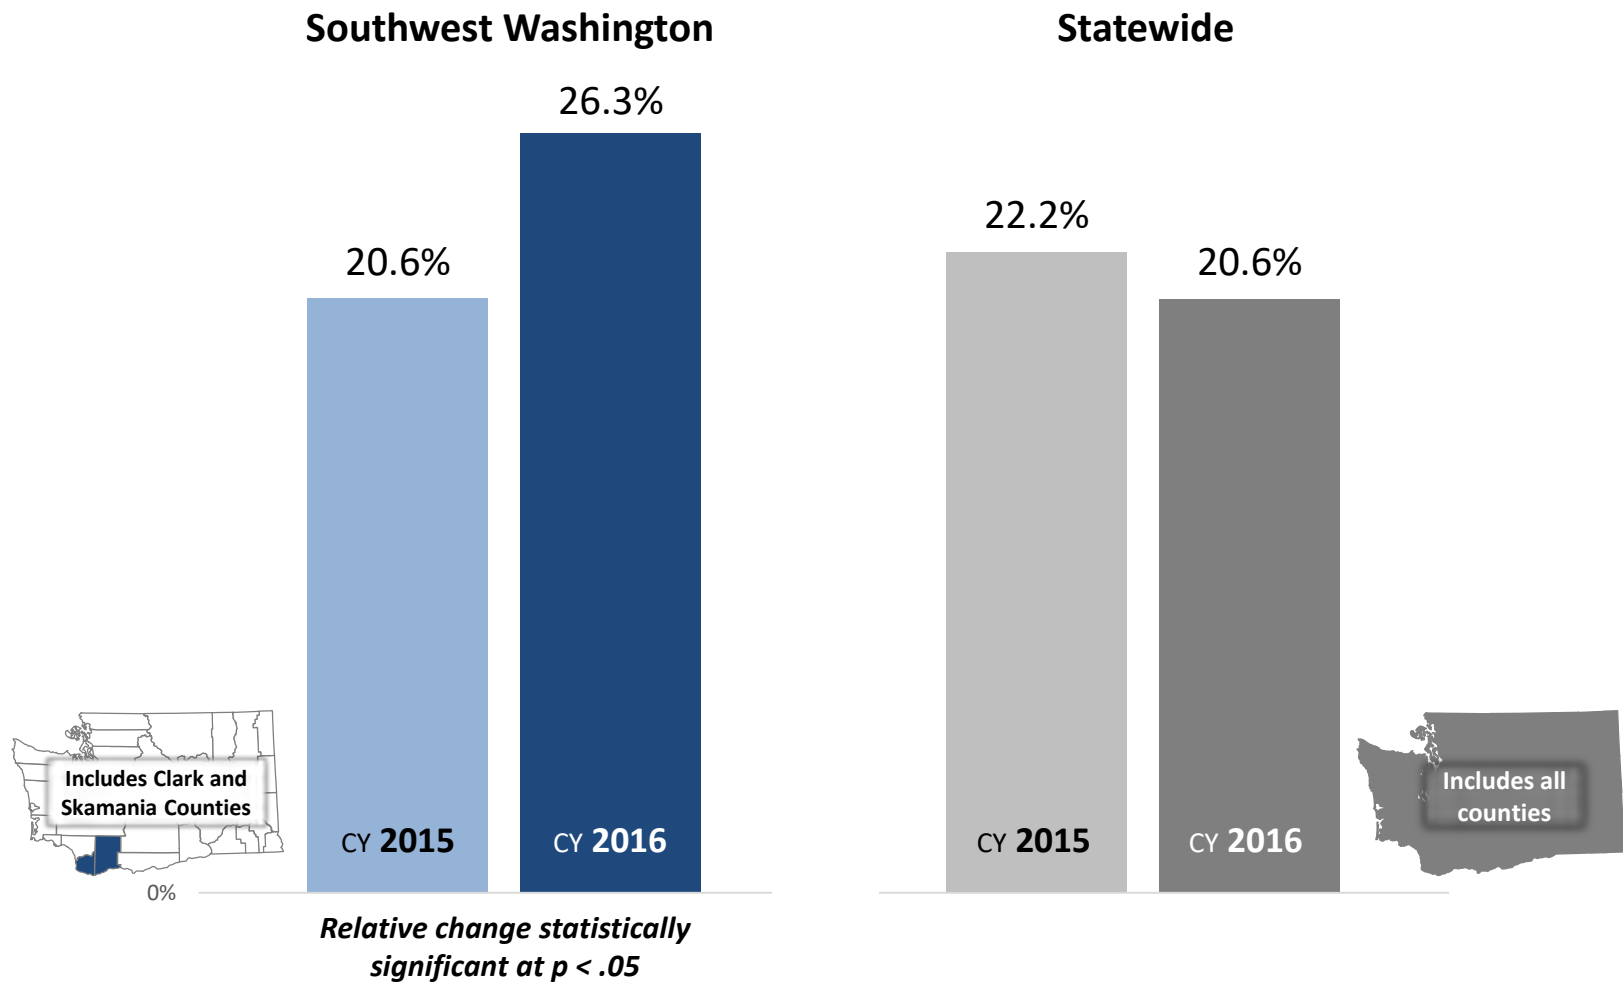 Southwest Washington
26.3%
20.6%
CY 2015
CY 2016
Includes Clark and
Skamania Counties
0%
Relative change statistically
significant at p < .05
Statewide
22.2%
20.6%
CY 2015
CY 2016
Includes all
counties